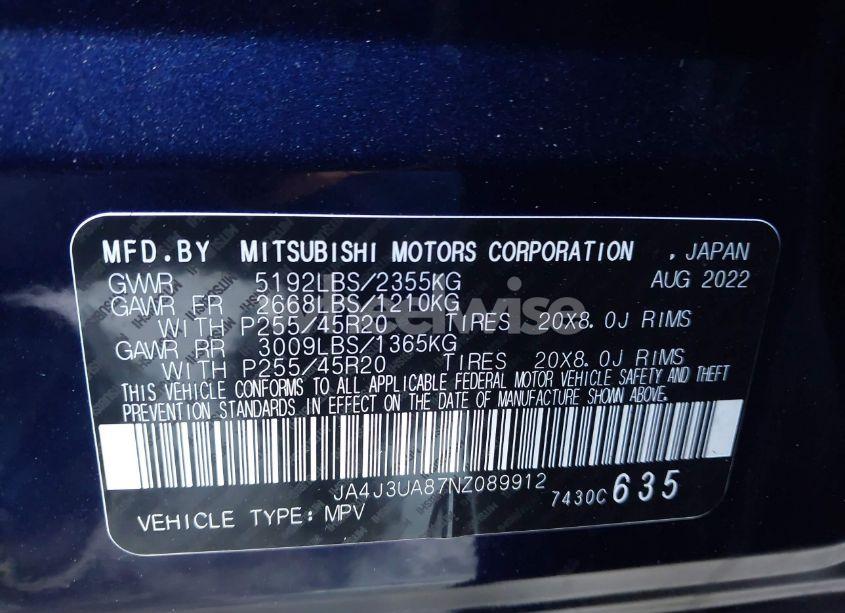 MFD.BY MITSUBISHI MOTORS CORPORATION , JAPAN
GVWR 5192LBS/2355KG AUG 2022
GAWR FR 2668LBS/1210KG
WITH P255/45R20 TIRES 20X8.0J RIMS
GAWR RR 3009LBS/1365KG
WITH P255/45R20 TIRES 20X8.0J RIMS
THIS VEHICLE CONFORMS TO ALL APPLICABLE FEDERAL MOTOR VEHICLE SAFETY AND THEFT
PREVENTION STANDARDS IN EFFECT ON THE DATE OF MANUFACTURE SHOWN ABOVE.
JA4J3UA87NZ089912
7430C 635
VEHICLE TYPE: MPV